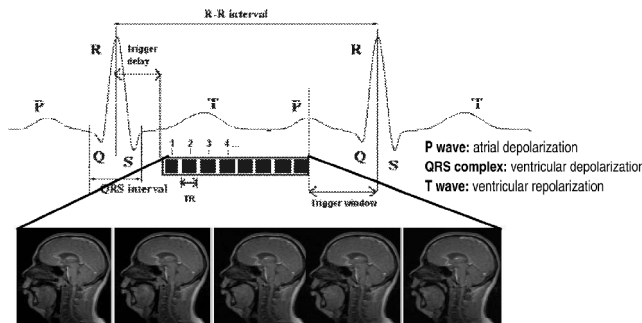 R-R interval
R
trigger
delay
R
P
T
P
T
1 2 3 4...
Q
S
Q
S
P wave: atrial depolarization
QRS complex: ventricular depolarization
T wave: ventricular repolarization
QRS interval
TR
trigger window